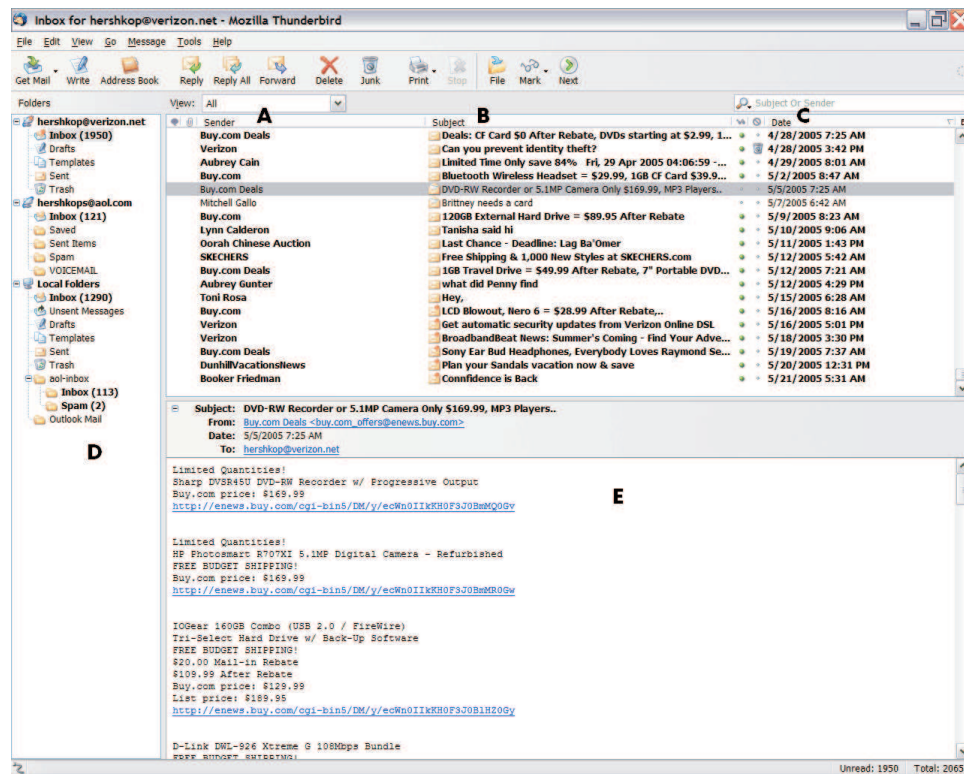 Inbox for hershkop@verizon.net - Mozilla Thunderbird
File Edit View Go Message Tools Help
Get Mail Write Address Book Reply Reply All Forward Delete Junk Print Stop File Mark Next
Folders View: All Subject Or Sender
A B C
Sender Subject Date
hershkop@verizon.net
Inbox (1950)
Drafts
Templates
Sent
Trash
hershkops@aol.com
Inbox (121)
Saved
Sent Items
Spam
VOICEMAIL
Local Folders
Inbox (1290)
Unsent Messages
Drafts
Templates
Sent
Trash
aol-inbox
Inbox (113)
Spam (2)
Outlook Mail
D
Buy.com Deals Deals: CF Card $0 After Rebate, DVDs starting at $2.99, 1... 4/28/2005 7:25 AM
Verizon Can you prevent identity theft? 4/28/2005 3:42 PM
Aubrey Cain Limited Time Only save 84% Fri, 29 Apr 2005 04:06:59 -... 4/29/2005 8:01 AM
Buy.com Bluetooth Wireless Headset = $29.99, 1GB CF Card $39.9... 5/2/2005 8:47 AM
Buy.com Deals DVD-RW Recorder or 5.1MP Camera Only $169.99, MP3 Players.. 5/5/2005 7:25 AM
Mitchell Gallo Brittney needs a card 5/7/2005 6:42 AM
Buy.com 120GB External Hard Drive = $89.95 After Rebate 5/9/2005 8:23 AM
Lynn Calderon Tanisha said hi 5/10/2005 9:06 AM
Oorah Chinese Auction Last Chance - Deadline: Lag Ba'Omer 5/11/2005 1:43 PM
SKECHERS Free Shipping & 1,000 New Styles at SKECHERS.com 5/12/2005 5:42 AM
Buy.com Deals 1GB Travel Drive = $49.99 After Rebate, 7" Portable DVD... 5/12/2005 7:21 AM
Aubrey Gunter what did Penny find 5/12/2005 4:29 PM
Toni Rosa Hey, 5/15/2005 6:28 AM
Buy.com LCD Blowout, Nero 6 = $28.99 After Rebate,.. 5/16/2005 8:16 AM
Verizon Get automatic security updates from Verizon Online DSL 5/16/2005 5:01 PM
Verizon BroadbandBeat News: Summer's Coming - Find Your Adve... 5/18/2005 3:30 PM
Buy.com Deals Sony Ear Bud Headphones, Everybody Loves Raymond Se... 5/19/2005 7:37 AM
DunhillVacationsNews Plan your Sandals vacation now & save 5/20/2005 12:31 PM
Booker Friedman Connfidence is Back 5/21/2005 5:31 AM
Subject: DVD-RW Recorder or 5.1MP Camera Only $169.99, MP3 Players..
From: Buy.com Deals <buy.com_offers@enews.buy.com>
Date: 5/5/2005 7:25 AM
To: hershkop@verizon.net
E
Limited Quantities!
Sharp DVSR45U DVD-RW Recorder w/ Progressive Output
Buy.com price: $169.99
http://enews.buy.com/cgi-bin5/DM/y/ecWn0IIkKH0F3J0BmMQ0Gv
Limited Quantities!
HP Photosmart R707XI 5.1MP Digital Camera - Refurbished
FREE BUDGET SHIPPING!
Buy.com price: $169.99
http://enews.buy.com/cgi-bin5/DM/y/ecWn0IIkKH0F3J0BmMR0Gw
IOGear 160GB Combo (USB 2.0 / FireWire)
Tri-Select Hard Drive w/ Back-Up Software
FREE BUDGET SHIPPING!
$20.00 Mail-in Rebate
$109.99 After Rebate
Buy.com price: $129.99
List price: $189.95
http://enews.buy.com/cgi-bin5/DM/y/ecWn0IIkKH0F3J0BlHZ0Gy
D-Link DWL-926 Xtreme G 108Mbps Bundle
FREE BUDGET SHIPPING!
Unread: 1950 Total: 2065